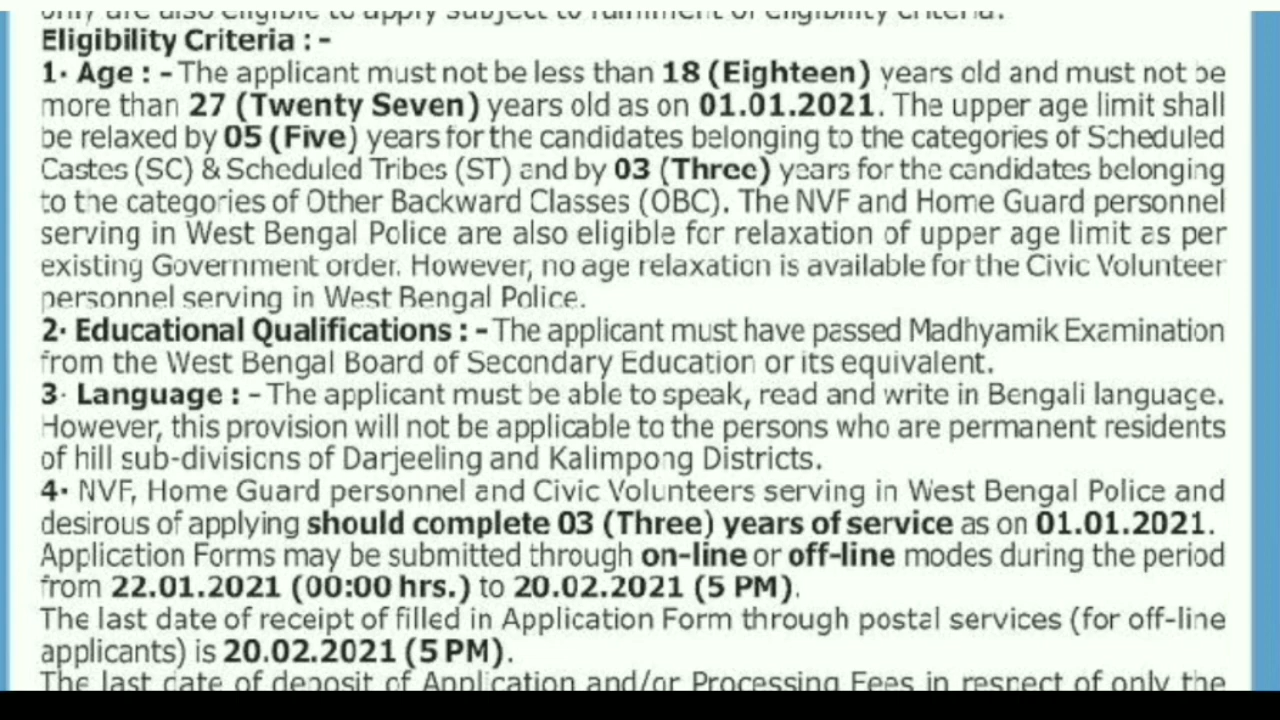 only are also eligible to apply subject to fulfilment of eligibility criteria.
Eligibility Criteria : -
1· Age : - The applicant must not be less than 18 (Eighteen) years old and must not be
more than 27 (Twenty Seven) years old as on 01.01.2021. The upper age limit shall
be relaxed by 05 (Five) years for the candidates belonging to the categories of Scheduled
Castes (SC) & Scheduled Tribes (ST) and by 03 (Three) years for the candidates belonging
to the categories of Other Backward Classes (OBC). The NVF and Home Guard personnel
serving in West Bengal Police are also eligible for relaxation of upper age limit as per
existing Government order. However, no age relaxation is available for the Civic Volunteer
personnel serving in West Bengal Police.
2· Educational Qualifications : - The applicant must have passed Madhyamik Examination
from the West Bengal Board of Secondary Education or its equivalent.
3· Language : - The applicant must be able to speak, read and write in Bengali language.
However, this provision will not be applicable to the persons who are permanent residents
of hill sub-divisions of Darjeeling and Kalimpong Districts.
4· NVF, Home Guard personnel and Civic Volunteers serving in West Bengal Police and
desirous of applying should complete 03 (Three) years of service as on 01.01.2021.
Application Forms may be submitted through on-line or off-line modes during the period
from 22.01.2021 (00:00 hrs.) to 20.02.2021 (5 PM).
The last date of receipt of filled in Application Form through postal services (for off-line
applicants) is 20.02.2021 (5 PM).
The last date of deposit of Application and/or Processing Fees in respect of only the